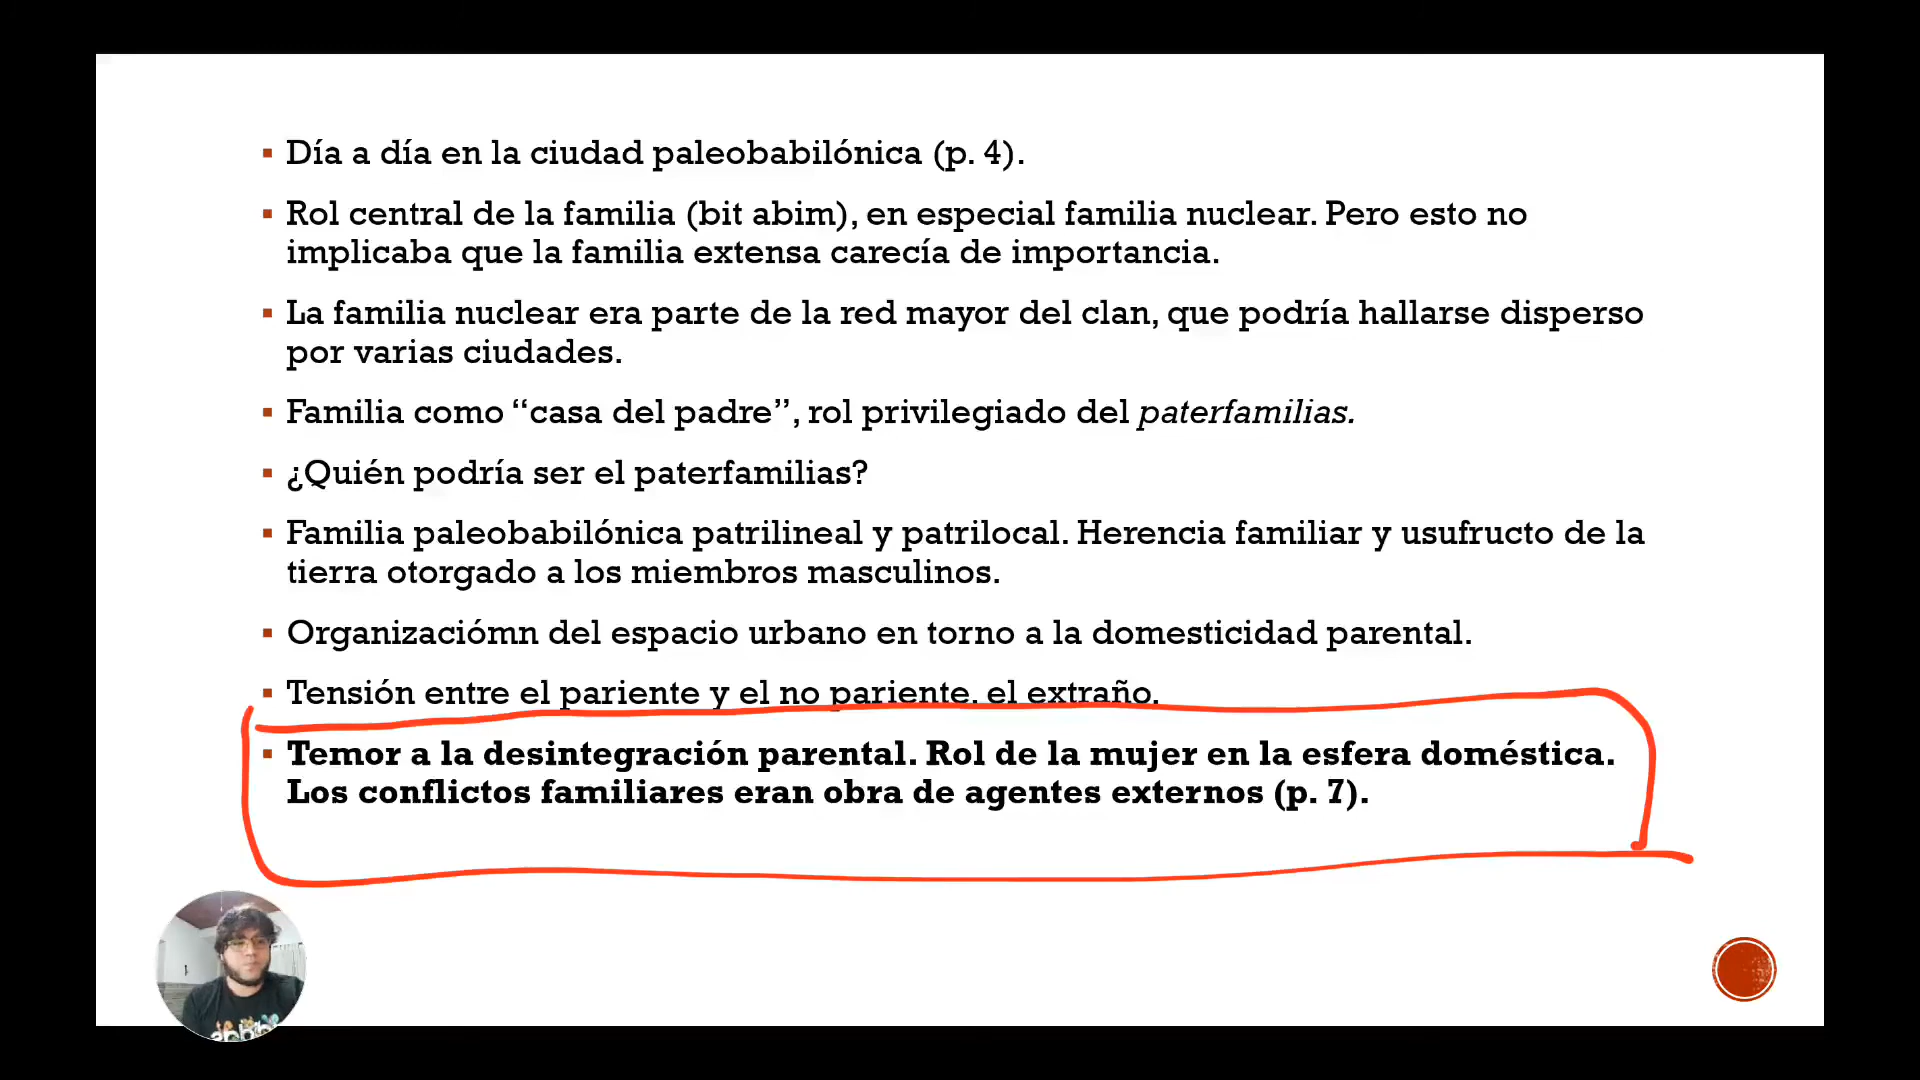 Día a día en la ciudad paleobabilónica (p. 4).
Rol central de la familia (bit abim), en especial familia nuclear. Pero esto no
implicaba que la familia extensa carecía de importancia.
La familia nuclear era parte de la red mayor del clan, que podría hallarse disperso
por varias ciudades.
Familia como “casa del padre”, rol privilegiado del paterfamilias.
¿Quién podría ser el paterfamilias?
Familia paleobabilónica patrilineal y patrilocal. Herencia familiar y usufructo de la
tierra otorgado a los miembros masculinos.
Organizaciómn del espacio urbano en torno a la domesticidad parental.
Tensión entre el pariente y el no pariente, el extraño.
Temor a la desintegración parental. Rol de la mujer en la esfera doméstica.
Los conflictos familiares eran obra de agentes externos (p. 7).